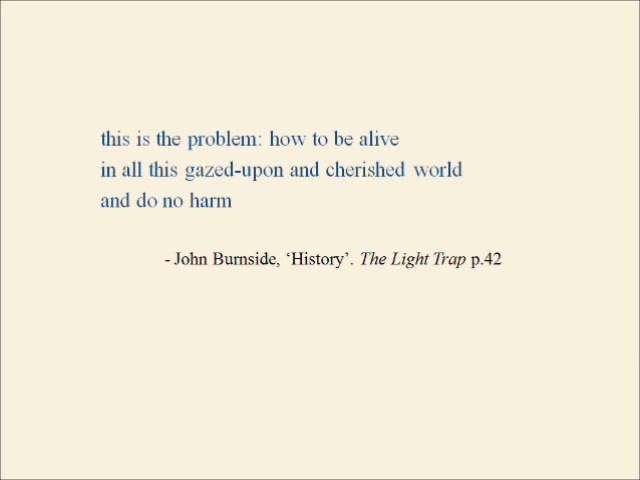 this is the problem: how to be alive
in all this gazed-upon and cherished world
and do no harm
- John Burnside, ‘History’. The Light Trap p.42